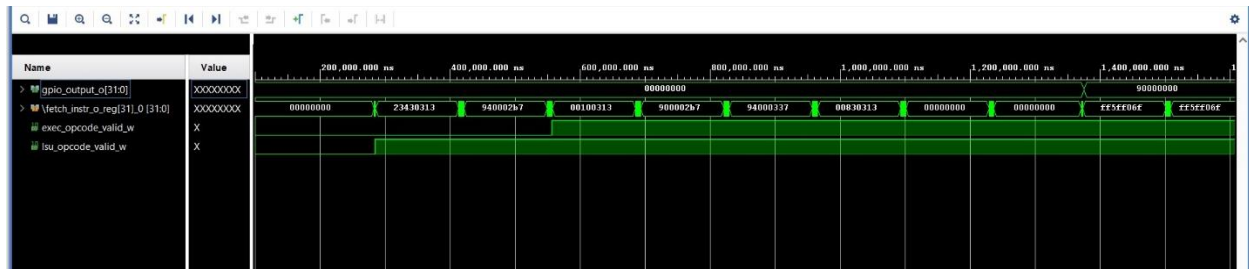 Name Value
200,000.000 ns 400,000.000 ns 600,000.000 ns 800,000.000 ns 1,000,000.000 ns 1,200,000.000 ns 1,400,000.000 ns 1
gpio_output_o[31:0] XXXXXXXX 00000000 90000000
\fetch_instr_o_reg[31]_0 [31:0] XXXXXXXX 00000000 23430313 940002b7 00100313 900002b7 94000337 00830313 00000000 00000000 ff5ff06f ff5ff06f
exec_opcode_valid_w X
lsu_opcode_valid_w X